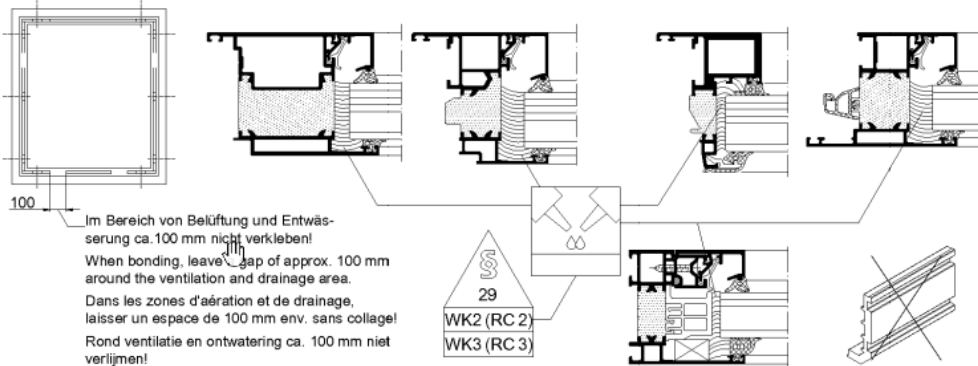 100
Im Bereich von Belüftung und Entwäs-
serung ca.100 mm nicht verkleben!
When bonding, leave gap of approx. 100 mm
around the ventilation and drainage area.
Dans les zones d'aération et de drainage,
laisser un espace de 100 mm env. sans collage!
Rond ventilatie en ontwatering ca. 100 mm niet
verlijmen!
§
29
WK2 (RC 2)
WK3 (RC 3)